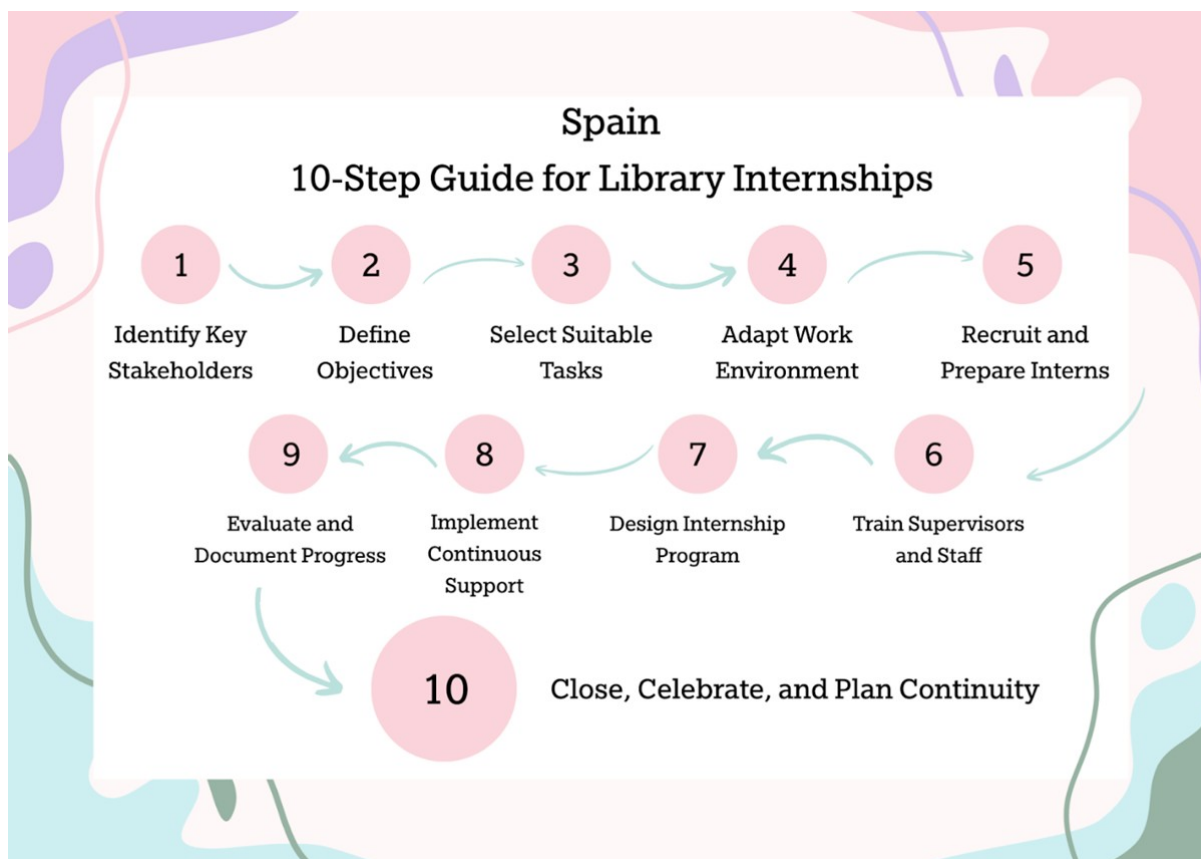 Spain
10-Step Guide for Library Internships
1
Identify Key
Stakeholders
2
Define
Objectives
3
Select Suitable
Tasks
4
Adapt Work
Environment
5
Recruit and
Prepare Interns
6
Train Supervisors
and Staff
7
Design Internship
Program
8
Implement
Continuous
Support
9
Evaluate and
Document Progress
10
Close, Celebrate, and Plan Continuity